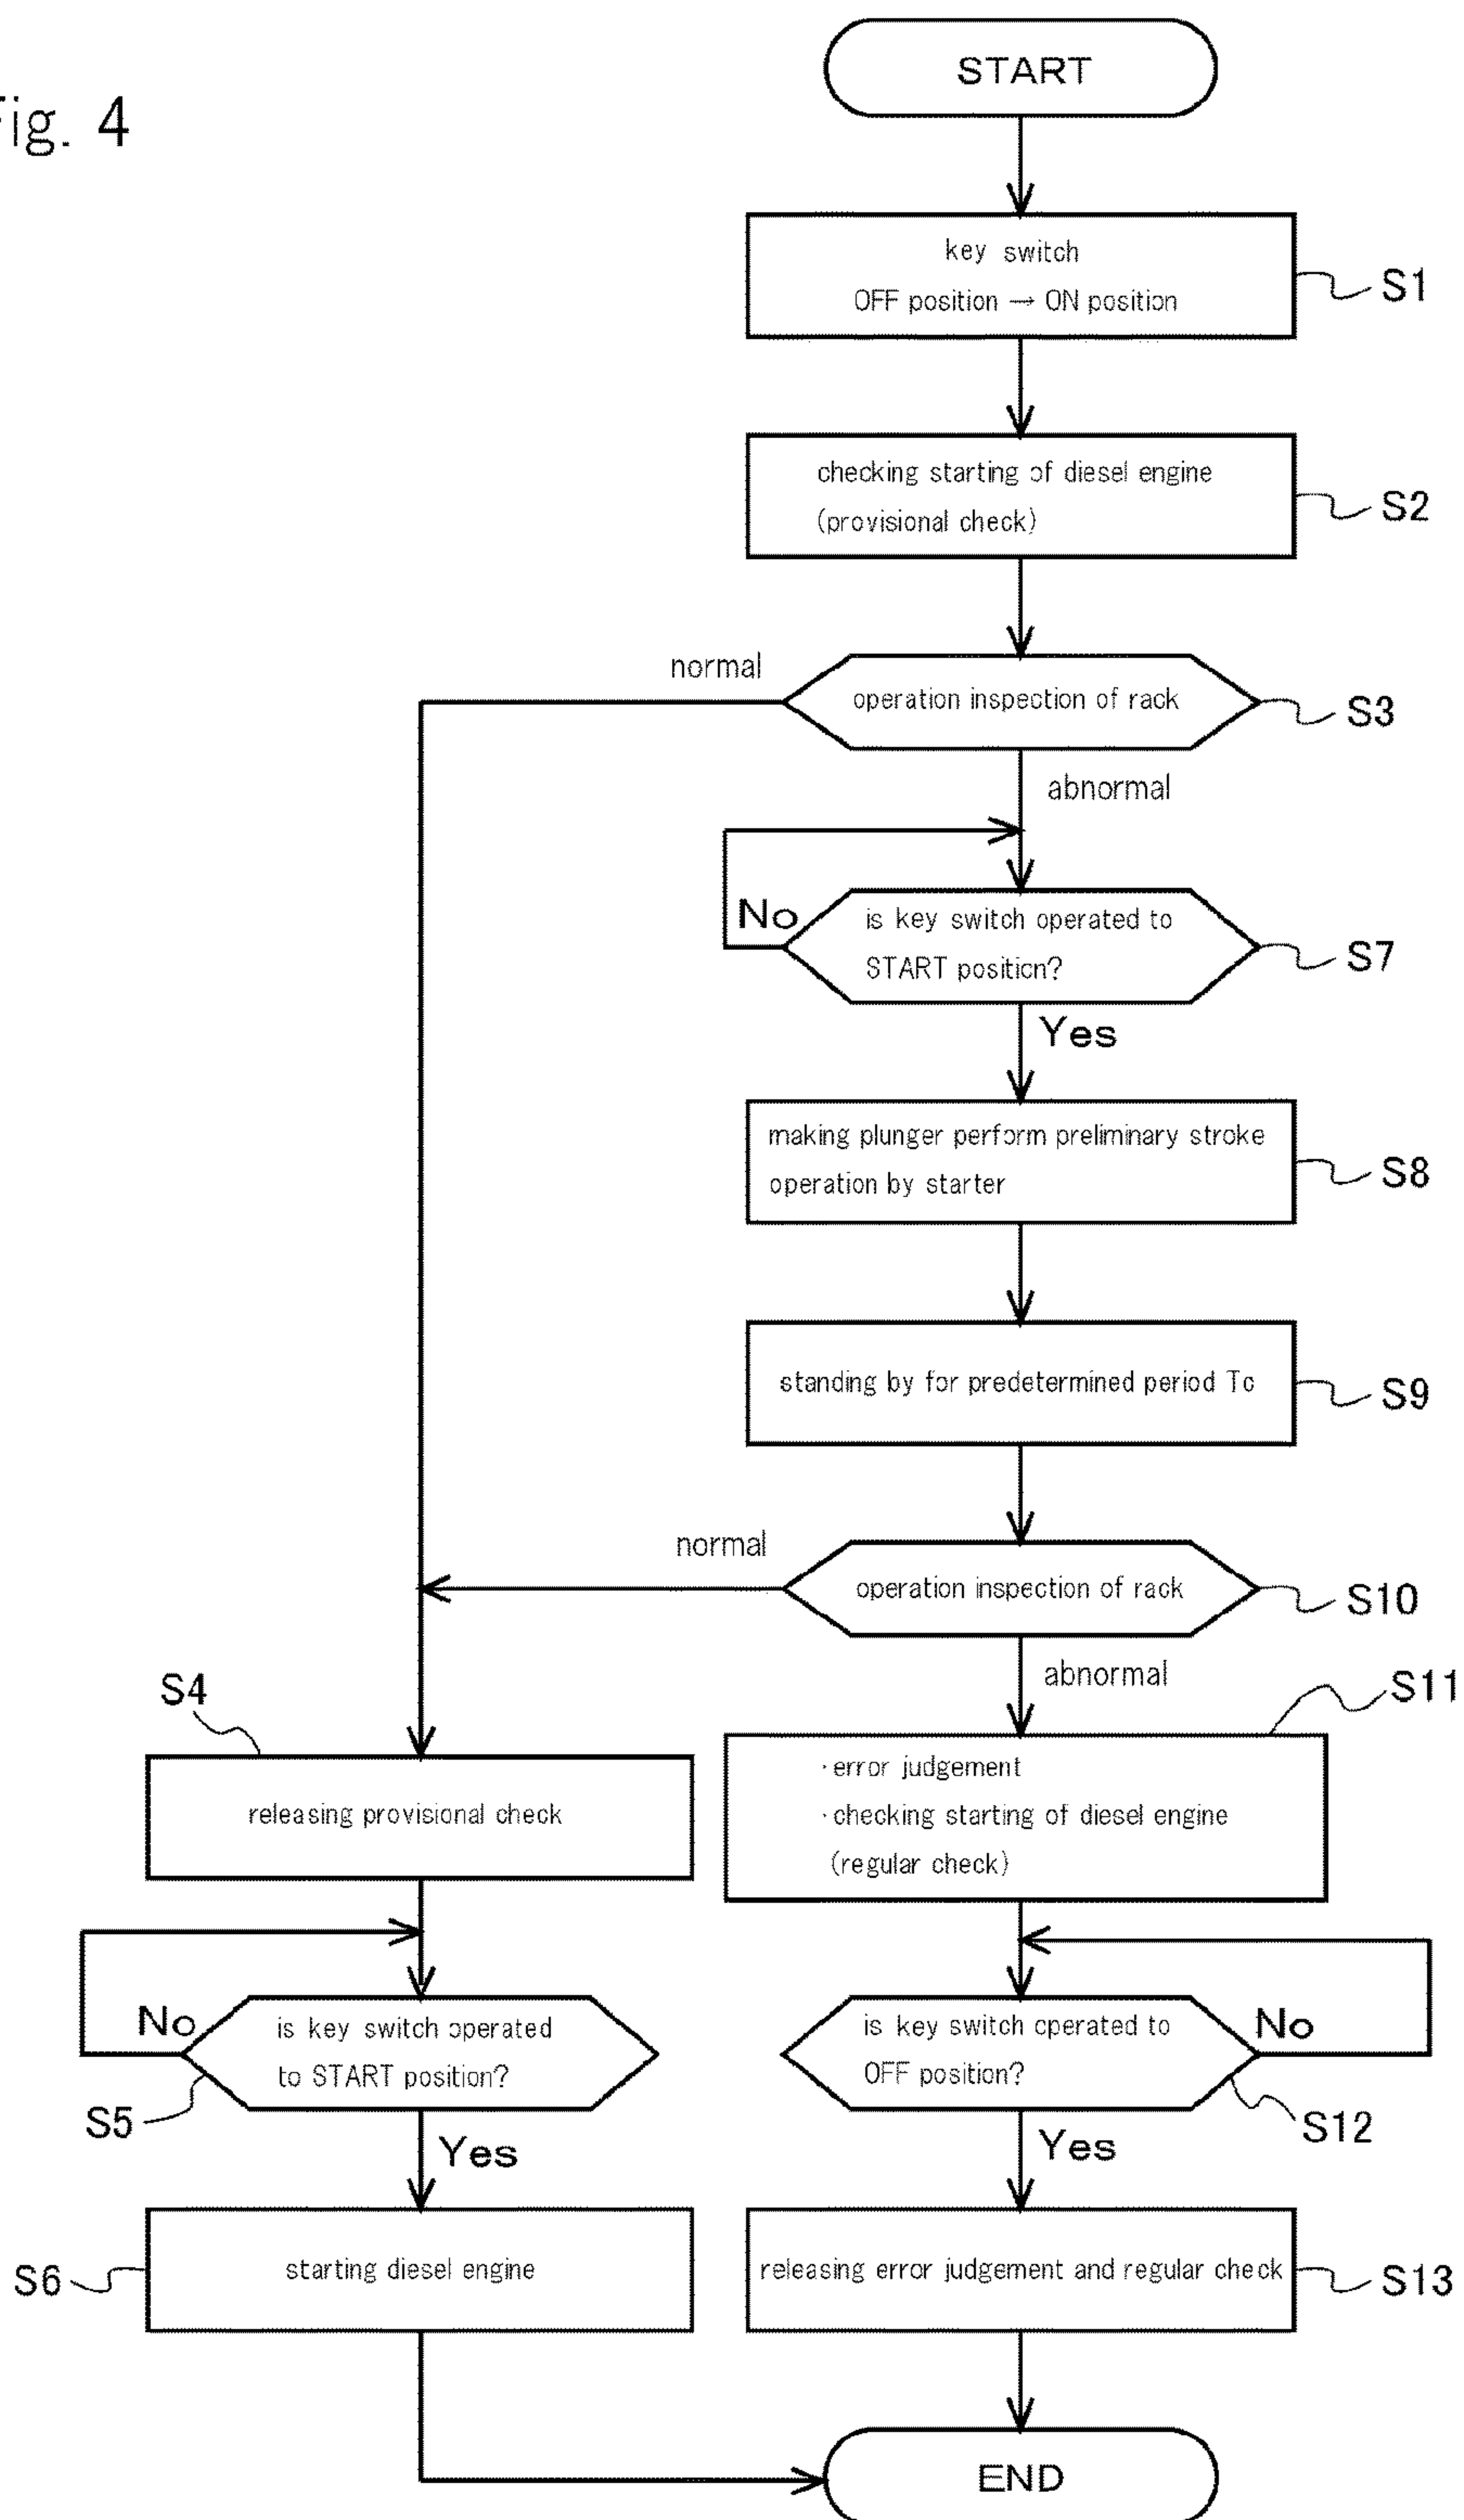 Fig. 4
START
key switch
OFF position → ON position
S1
checking starting of diesel engine
(provisional check)
S2
normal
operation inspection of rack
S3
abnormal
No
is key switch operated to
START position?
S7
Yes
making plunger perform preliminary stroke
operation by starter
S8
standing by for predetermined period Tc
S9
normal
operation inspection of rack
S10
abnormal
S4
releasing provisional check
S11
·error judgement
·checking starting of diesel engine
(regular check)
No
is key switch operated
to START position?
S5
Yes
is key switch operated to
OFF position?
No
S12
Yes
S6
starting diesel engine
releasing error judgement and regular check
S13
END